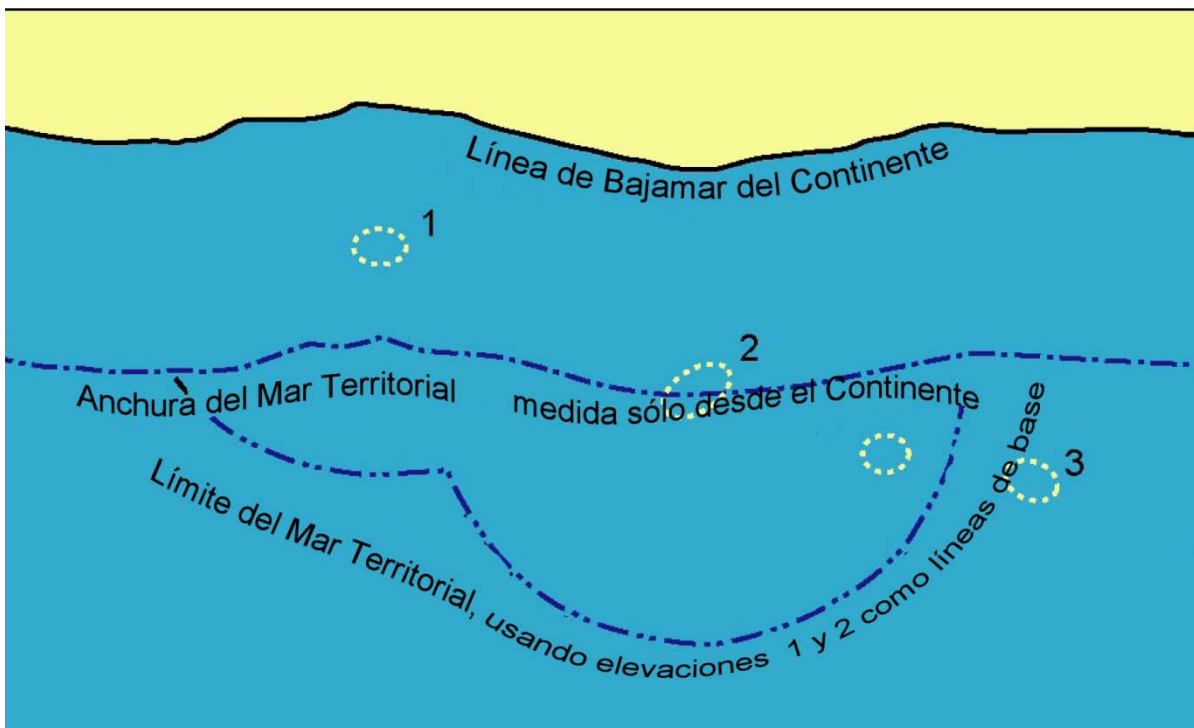 Línea de Bajamar del Continente
1
2
Anchura del Mar Territorial medida sólo desde el Continente
3
Límite del Mar Territorial, usando elevaciones 1 y 2 como líneas de base